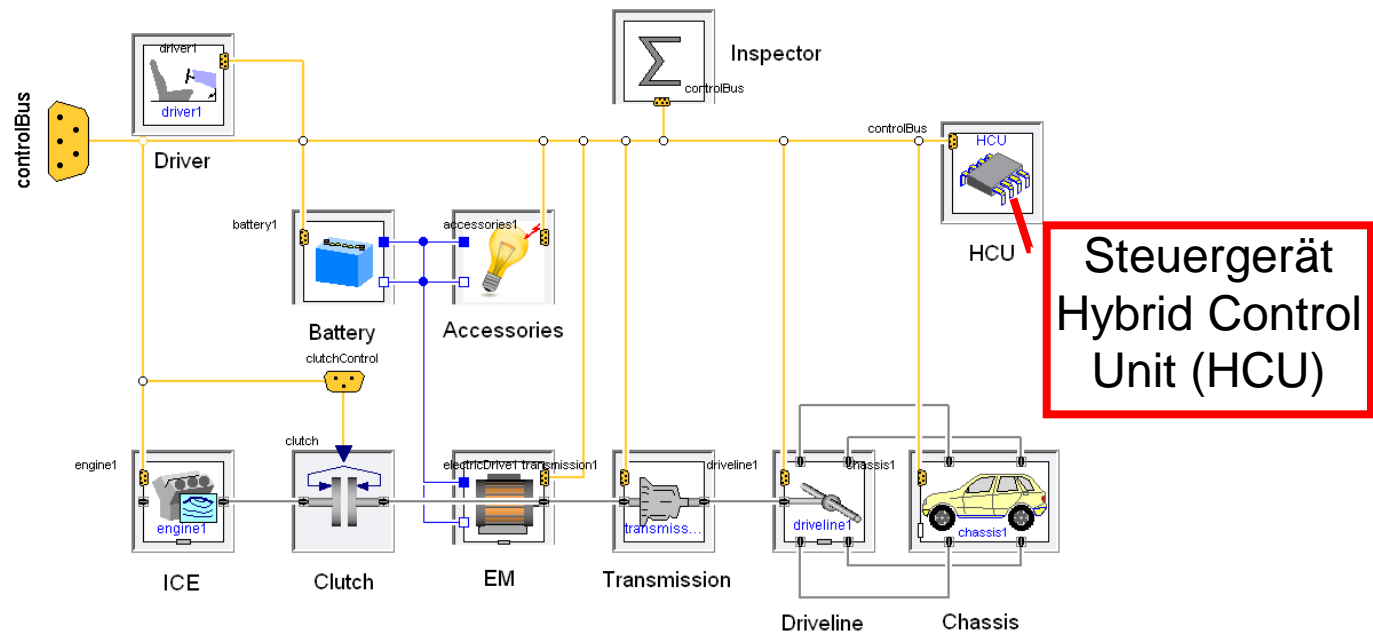 driver1
driver1
Driver
controlBus
Inspector
controlBus
controlBus
HCU
HCU
Steuergerät
Hybrid Control
Unit (HCU)
battery1
Battery
accessories1
Accessories
clutchControl
engine1
engine1
ICE
clutch
Clutch
electricDrive1
EM
transmission1
transmiss...
Transmission
driveline1
driveline1
Driveline
chassis1
chassis1
Chassis